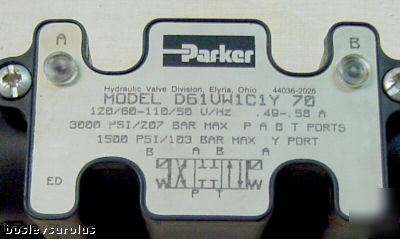 A
Parker
B
Hydraulic Valve Division, Elyria, Ohio 44036-2026
MODEL D61VW1C1Y 70
120/60-110/50 V/Hz .49-.58 A
3000 PSI/207 BAR MAX P A B T PORTS
1500 PSI/103 BAR MAX Y PORT
B A B A
ED
P T
bosleysurplus